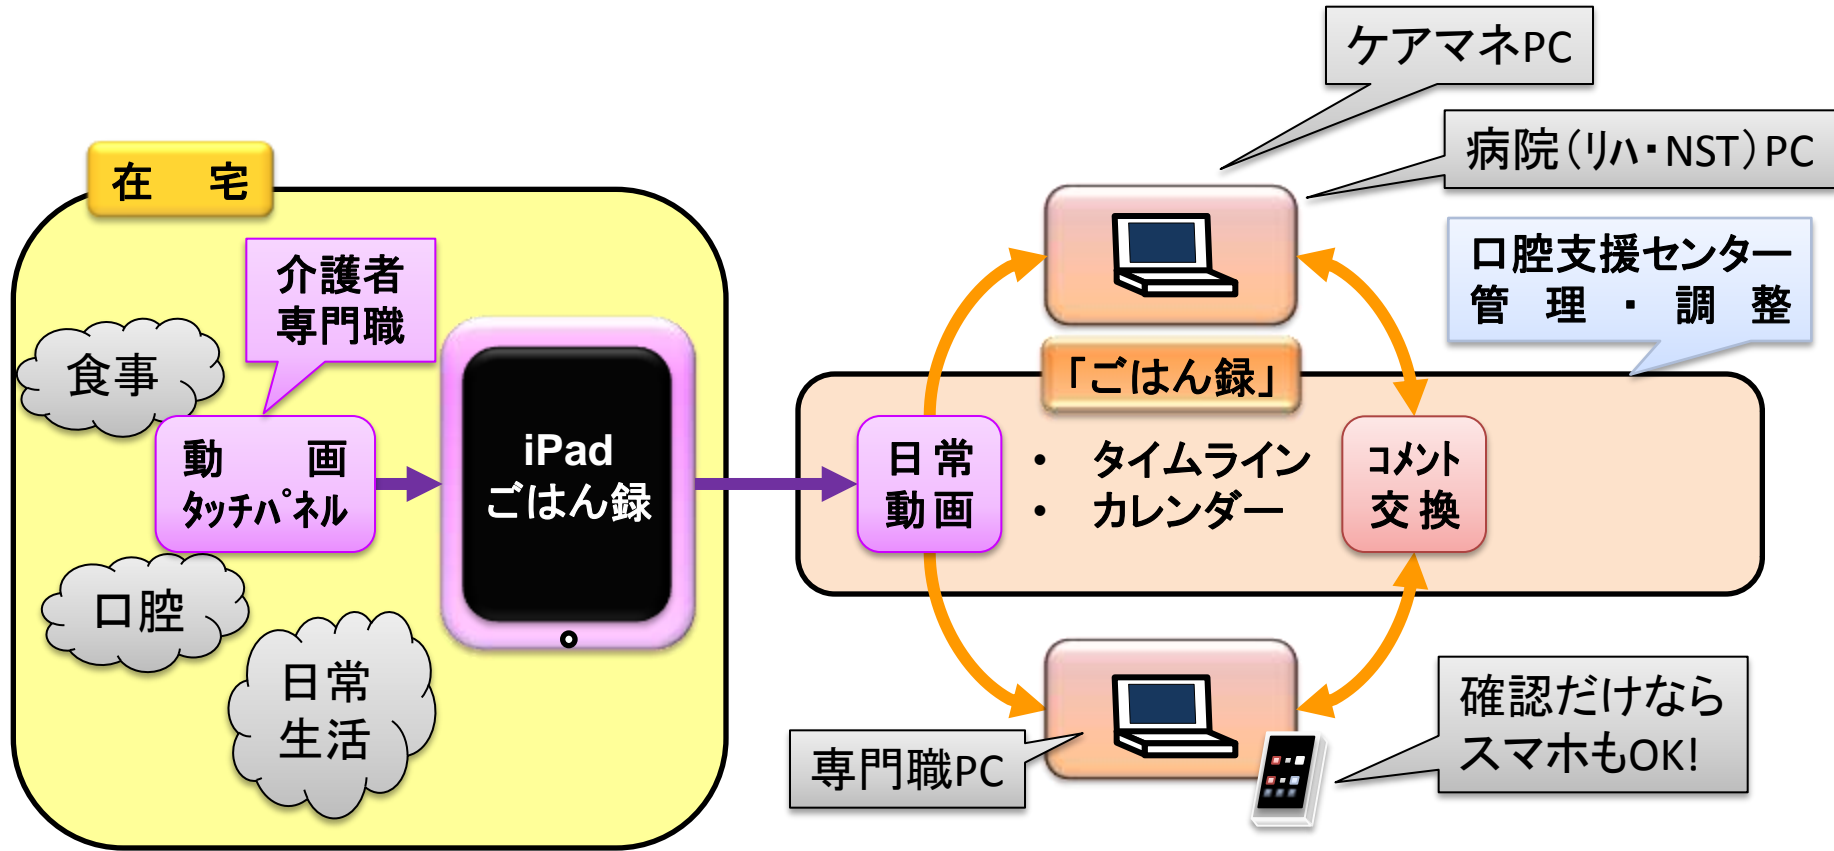 ケアマネPC
病院（リハ・NST）PC
在　宅
口腔支援センター
管　理　・　調　整
介護者
専門職
食事
「ごはん録」
動　　画
ﾀｯﾁﾊﾟﾈﾙ
iPad
ごはん録
日常
動画
・　タイムライン
・　カレンダー
ｺﾒﾝﾄ
交換
口腔
日常
生活
専門職PC
確認だけなら
スマホもOK!